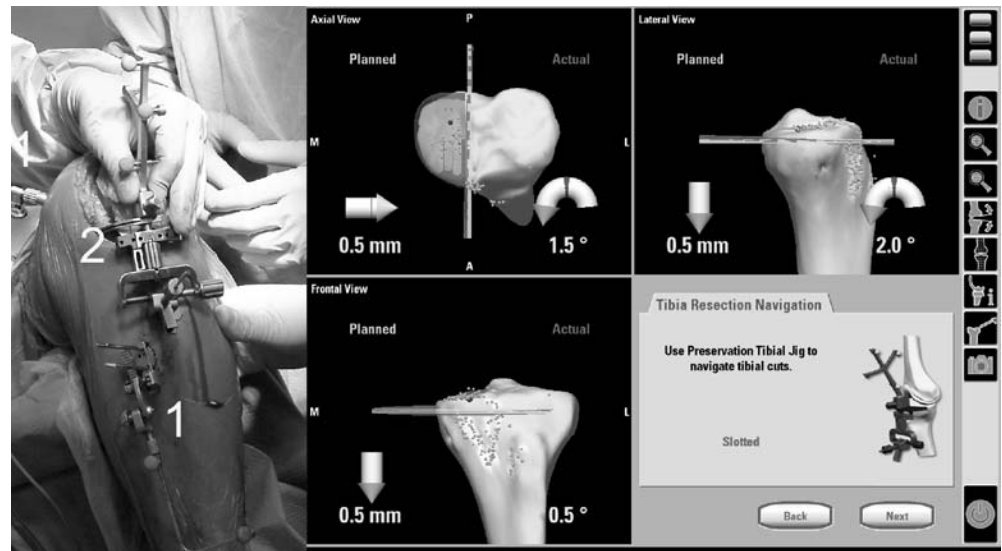 2
1
Axial View
P
Planned
Actual
M
L
0.5 mm
1.5 °
A
Lateral View
Planned
Actual
0.5 mm
2.0 °
Frontal View
Planned
Actual
M
L
0.5 mm
0.5 °
Tibia Resection Navigation
Use Preservation Tibial Jig to
navigate tibial cuts.
Slotted
Back
Next